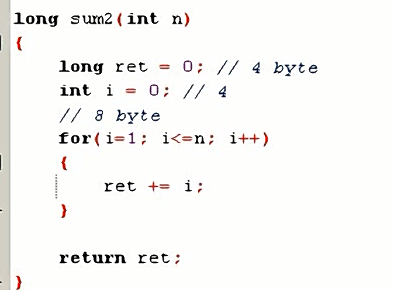 long sum2(int n)
{
long ret = 0; // 4 byte
int i = 0; // 4
// 8 byte
for(i=1; i<=n; i++)
{
ret += i;
}
return ret;
}